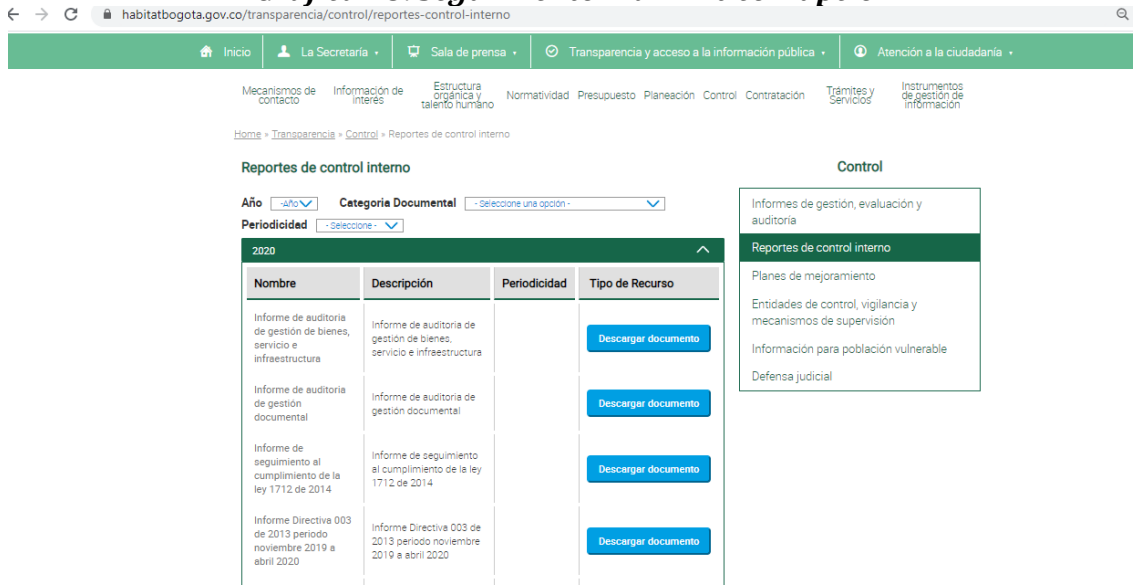 habitatbogota.gov.co/transparencia/control/reportes-control-interno
Inicio
La Secretaría
Sala de prensa
Transparencia y acceso a la información pública
Atención a la ciudadanía
Mecanismos de
contacto
Información de
interés
Estructura
orgánica y
talento humano
Normatividad
Presupuesto
Planeación
Control
Contratación
Trámites y
Servicios
Instrumentos
de gestión de
información
Home » Transparencia » Control » Reportes de control interno
Reportes de control interno
Año -Año
Categoria Documental - Seleccione una opción -
Periodicidad - Seleccione -
2020
Nombre Descripción Periodicidad Tipo de Recurso
Informe de auditoria
de gestión de bienes,
servicio e
infraestructura
Informe de auditoria de
gestión de bienes,
servicio e infraestructura
Descargar documento
Informe de auditoria
de gestión
documental
Informe de auditoria de
gestión documental
Descargar documento
Informe de
seguimiento al
cumplimiento de la
ley 1712 de 2014
Informe de seguimiento
al cumplimiento de la ley
1712 de 2014
Descargar documento
Informe Directiva 003
de 2013 periodo
noviembre 2019 a
abril 2020
Informe Directiva 003 de
2013 periodo noviembre
2019 a abril 2020
Descargar documento
Control
Informes de gestión, evaluación y
auditoría
Reportes de control interno
Planes de mejoramiento
Entidades de control, vigilancia y
mecanismos de supervisión
Información para población vulnerable
Defensa judicial